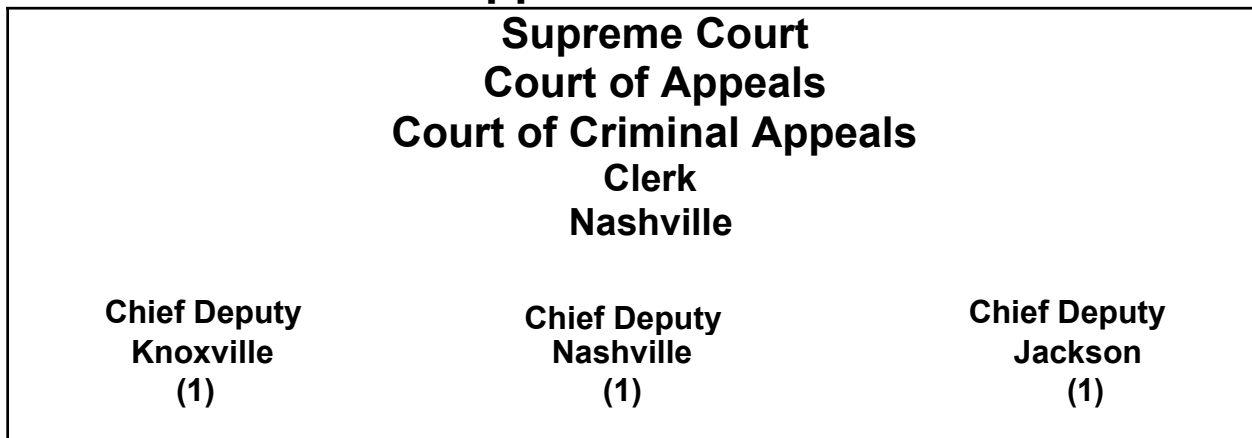 Supreme Court
Court of Appeals
Court of Criminal Appeals
Clerk
Nashville
Chief Deputy
Knoxville
(1)
Chief Deputy
Nashville
(1)
Chief Deputy
Jackson
(1)